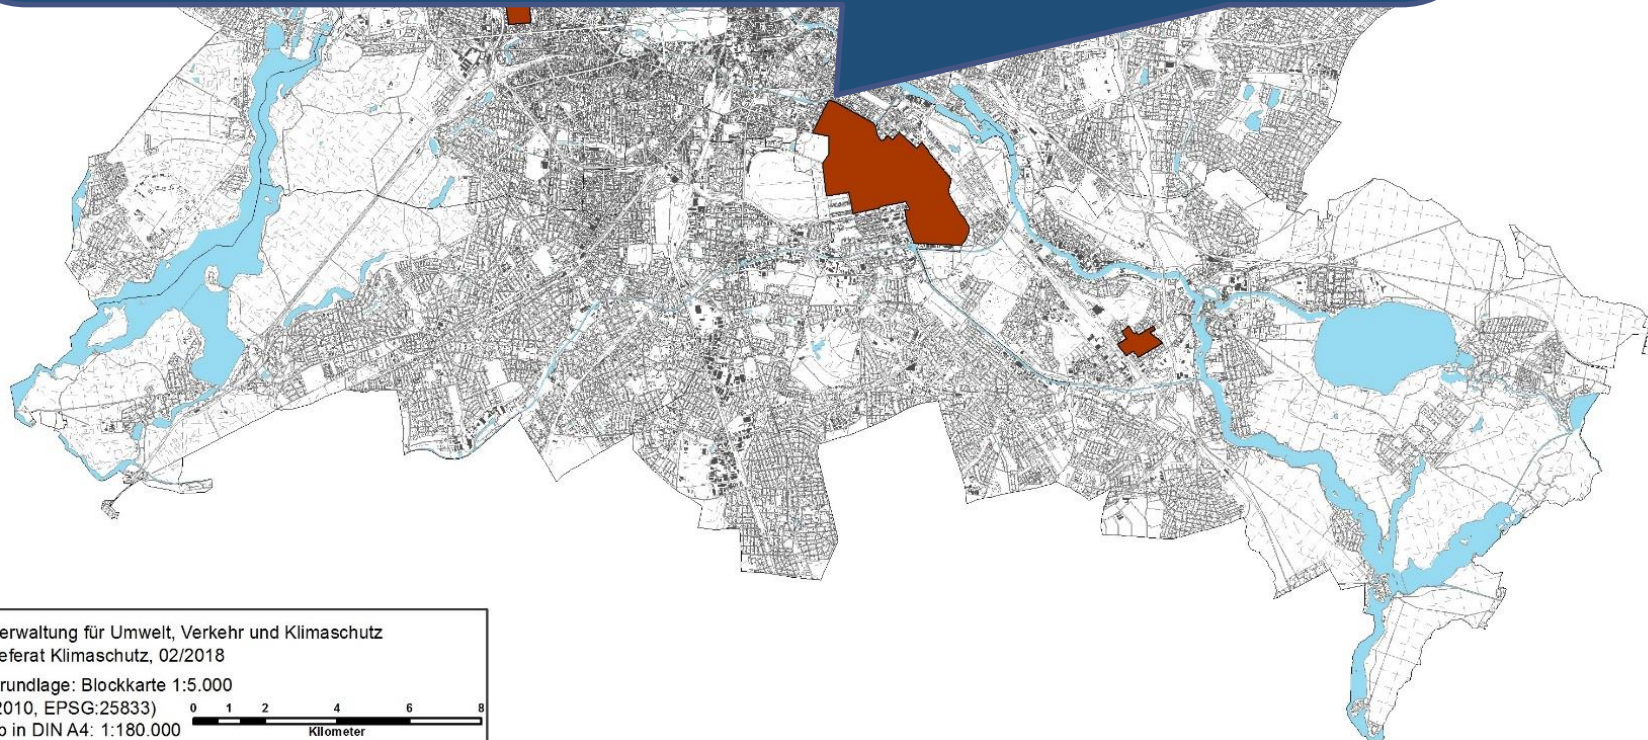 erwaltung für Umwelt, Verkehr und Klimaschutz
eferat Klimaschutz, 02/2018
rundlage: Blockkarte 1:5.000
2010, EPSG:25833)
b in DIN A4: 1:180.000
0 1 2 4 6 8
Kilometer